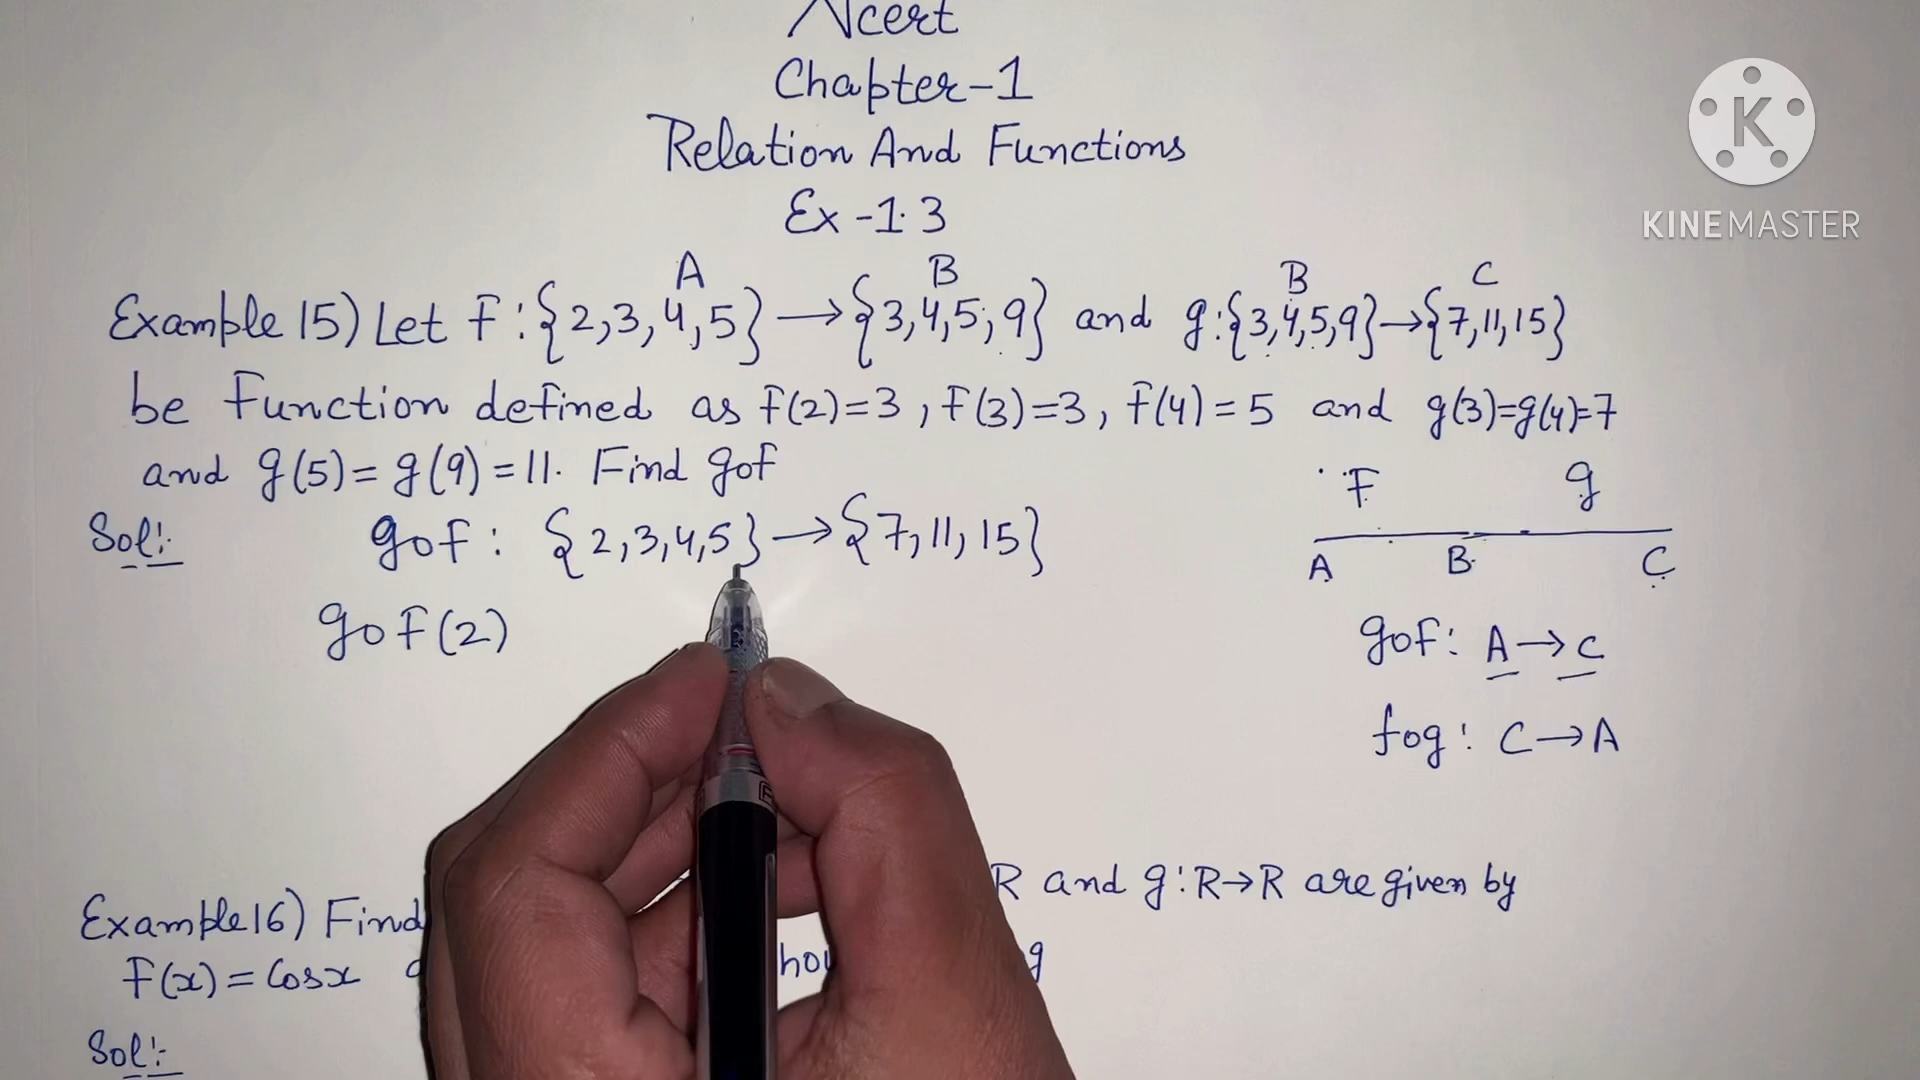 Ncert
Chapter-1
Relation And Functions
Ex-1.3
A B B C
Example 15) Let F:{2,3,4,5}→{3,4,5,9} and g:{3,4,5,9}→{7,11,15}
be Function defined as F(2)=3, F(3)=3, F(4)=5 and g(3)=g(4)=7
and g(5)=g(9)=11. Find goF
Sol:- goF: {2,3,4,5}→{7,11,15}
goF(2)
F g
A B C
goF: A→C
fog: C→A
Example 16) Find R and g:R→R are given by
F(x)=Cosx
Sol:-
K
KINEMASTER